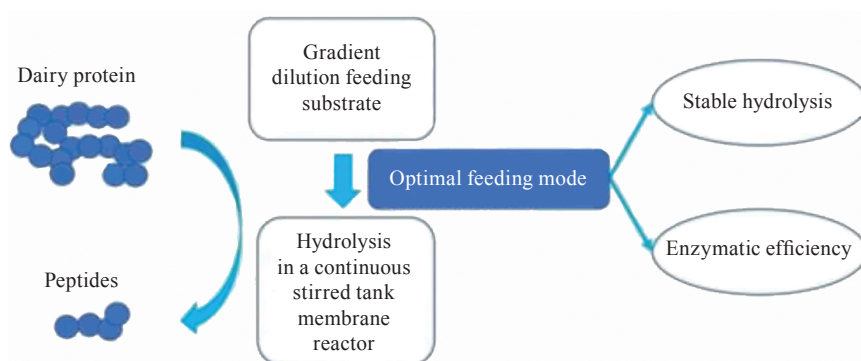 Dairy protein
Peptides
Gradient
dilution feeding
substrate
Optimal feeding mode
Hydrolysis
in a continuous
stirred tank
membrane
reactor
Stable hydrolysis
Enzymatic efficiency